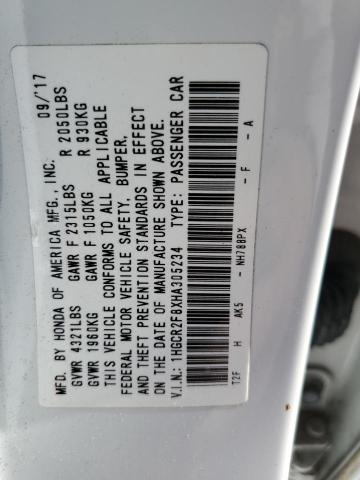 MFD. BY HONDA OF AMERICA MFG., INC. 09/'17
GVWR 4321LBS GAWR F 2315LBS R 2050LBS
GVWR 1960KG GAWR F 1050KG R 930KG
THIS VEHICLE CONFORMS TO ALL APPLICABLE
FEDERAL MOTOR VEHICLE SAFETY, BUMPER,
AND THEFT PREVENTION STANDARDS IN EFFECT
ON THE DATE OF MANUFACTURE SHOWN ABOVE.
V.I.N.: 1HGCR2F8XHA305234 TYPE: PASSENGER CAR
T2F H AK5 - NH788PX - F - A